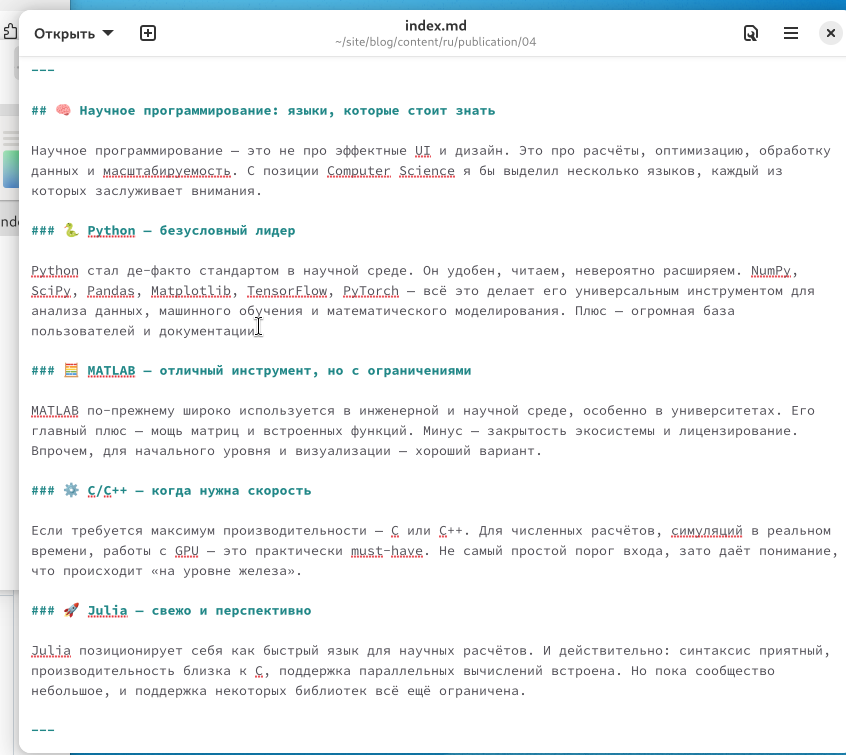 Открыть
index.md
~/site/blog/content/ru/publication/04
---
## 🧠 Научное программирование: языки, которые стоит знать
Научное программирование — это не про эффектные UI и дизайн. Это про расчёты, оптимизацию, обработку
данных и масштабируемость. С позиции Computer Science я бы выделил несколько языков, каждый из
которых заслуживает внимания.
### 🐍 Python — безусловный лидер
Python стал де-факто стандартом в научной среде. Он удобен, читаем, невероятно расширяем. NumPy,
SciPy, Pandas, Matplotlib, TensorFlow, PyTorch — всё это делает его универсальным инструментом для
анализа данных, машинного обучения и математического моделирования. Плюс — огромная база
пользователей и документации.
### 🧮 MATLAB — отличный инструмент, но с ограничениями
MATLAB по-прежнему широко используется в инженерной и научной среде, особенно в университетах. Его
главный плюс — мощь матриц и встроенных функций. Минус — закрытость экосистемы и лицензирование.
Впрочем, для начального уровня и визуализации — хороший вариант.
### ⚙️ C/C++ — когда нужна скорость
Если требуется максимум производительности — C или C++. Для численных расчётов, симуляций в реальном
времени, работы с GPU — это практически must-have. Не самый простой порог входа, зато даёт понимание,
что происходит «на уровне железа».
### 🚀 Julia — свежо и перспективно
Julia позиционирует себя как быстрый язык для научных расчётов. И действительно: синтаксис приятный,
производительность близка к C, поддержка параллельных вычислений встроена. Но пока сообщество
небольшое, и поддержка некоторых библиотек всё ещё ограничена.
---